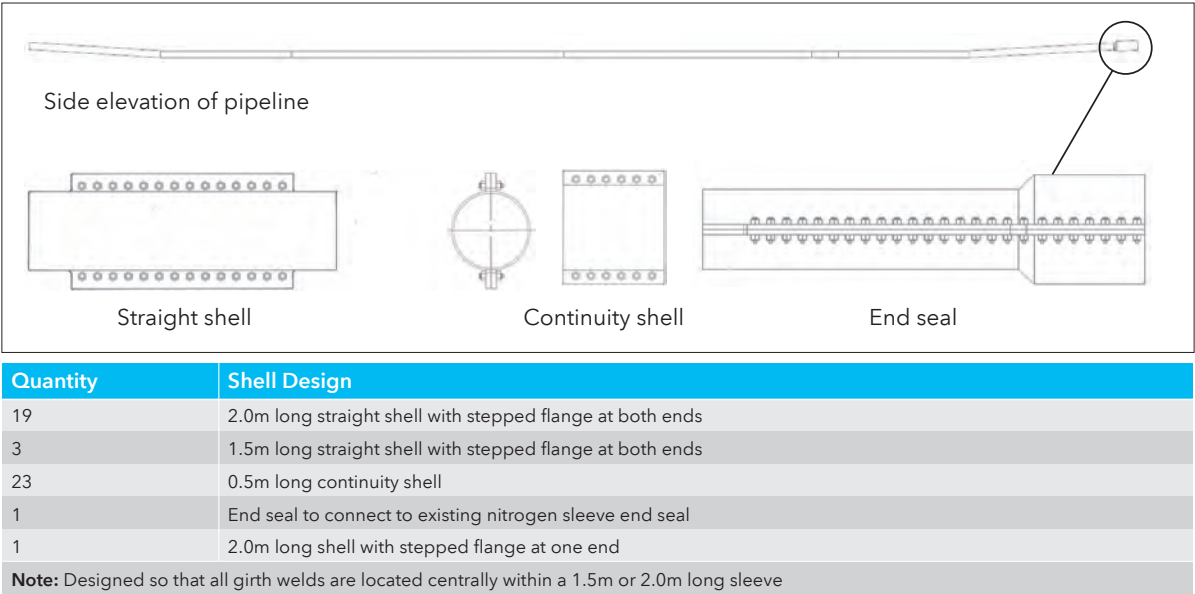 Side elevation of pipeline
Straight shell
Continuity shell
End seal
Quantity Shell Design
19 2.0m long straight shell with stepped flange at both ends
3 1.5m long straight shell with stepped flange at both ends
23 0.5m long continuity shell
1 End seal to connect to existing nitrogen sleeve end seal
1 2.0m long shell with stepped flange at one end
Note: Designed so that all girth welds are located centrally within a 1.5m or 2.0m long sleeve